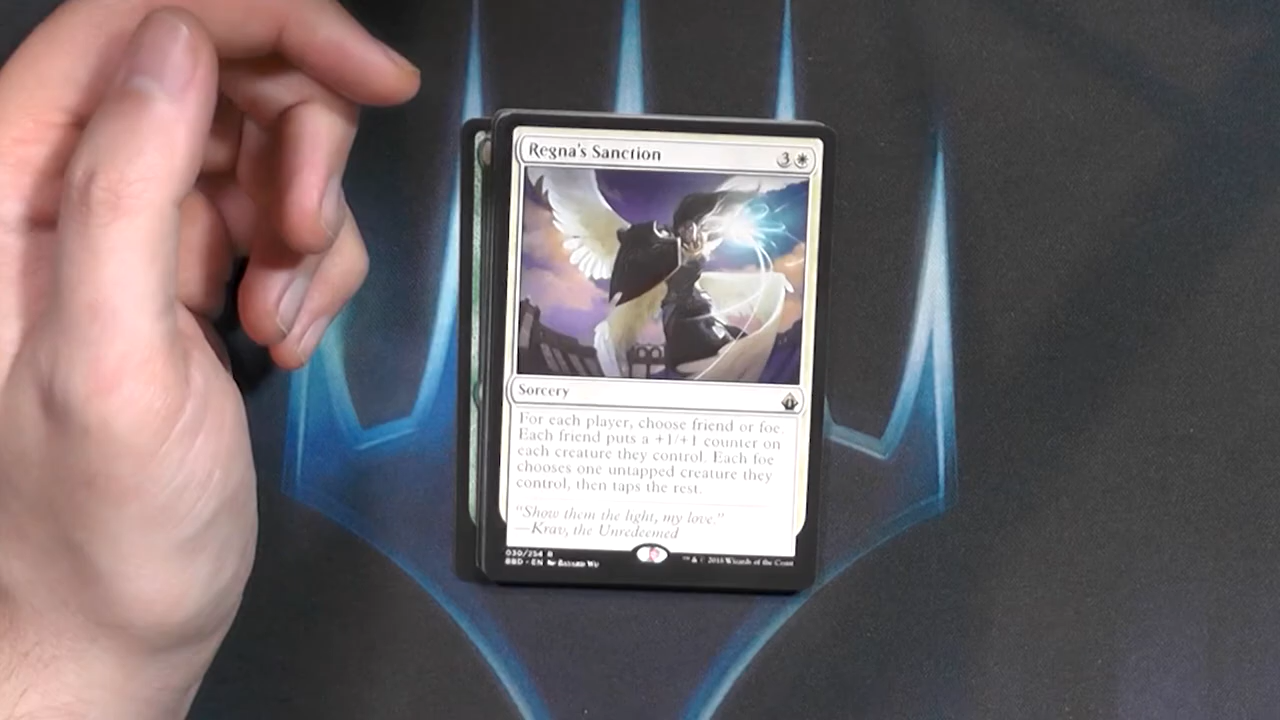 Regna's Sanction 3
Sorcery
For each player, choose friend or foe.
Each friend puts a +1/+1 counter on
each creature they control. Each foe
chooses one untapped creature they
control, then taps the rest.
"Show them the light, my love."
—Krav, the Unredeemed
030/254 R
BBD • EN Bayard Wu
™ & © 2018 Wizards of the Coast